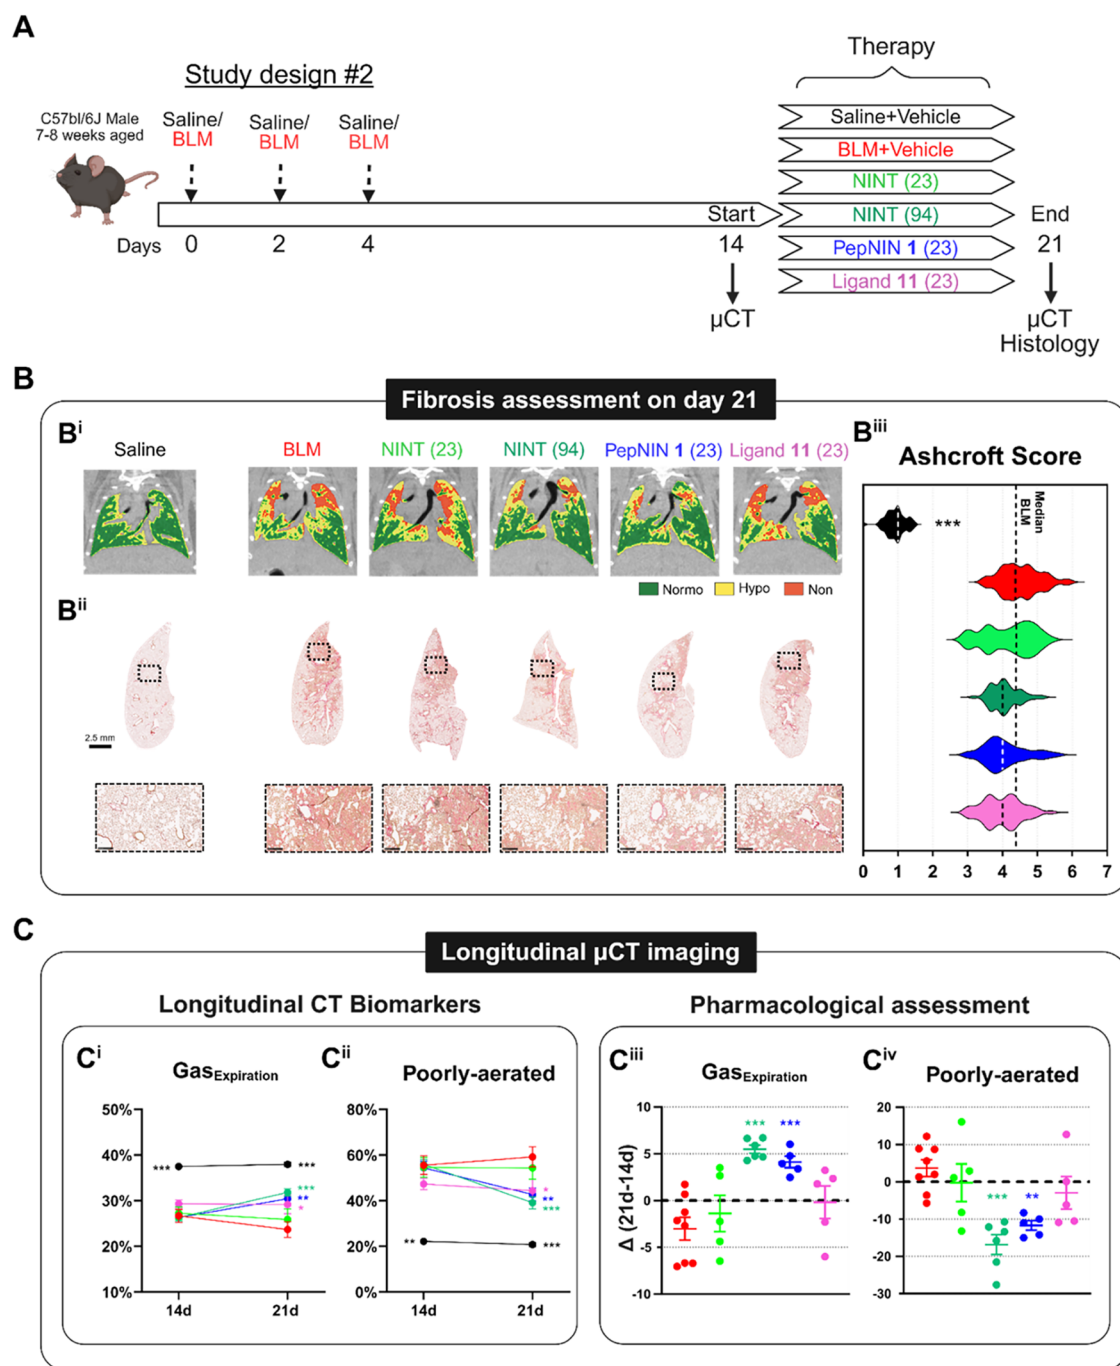 A
Study design #2
Therapy
C57bl/6J Male
7-8 weeks aged
Saline/
BLM
Saline/
BLM
Saline/
BLM
Saline+Vehicle
BLM+Vehicle
NINT (23)
NINT (94)
PepNIN 1 (23)
Ligand 11 (23)
Start
End
Days
0
2
4
14
21
μCT
μCT
Histology
B
Fibrosis assessment on day 21
Bi
Saline
BLM
NINT (23)
NINT (94)
PepNIN 1 (23)
Ligand 11 (23)
Normo
Hypo
Non
Bii
2.5 mm
Biii
Ashcroft Score
Median
BLM
***
0 1 2 3 4 5 6 7
C
Longitudinal μCT imaging
Longitudinal CT Biomarkers
Pharmacological assessment
Ci
GasExpiration
50%
40%
30%
20%
10%
***
***
***
**
*
14d 21d
Cii
Poorly-aerated
80%
60%
40%
20%
0%
**
*
**
***
***
14d 21d
Ciii
GasExpiration
Δ (21d-14d)
10
5
0
-5
-10
***
***
Civ
Poorly-aerated
20
10
0
-10
-20
-30
***
**